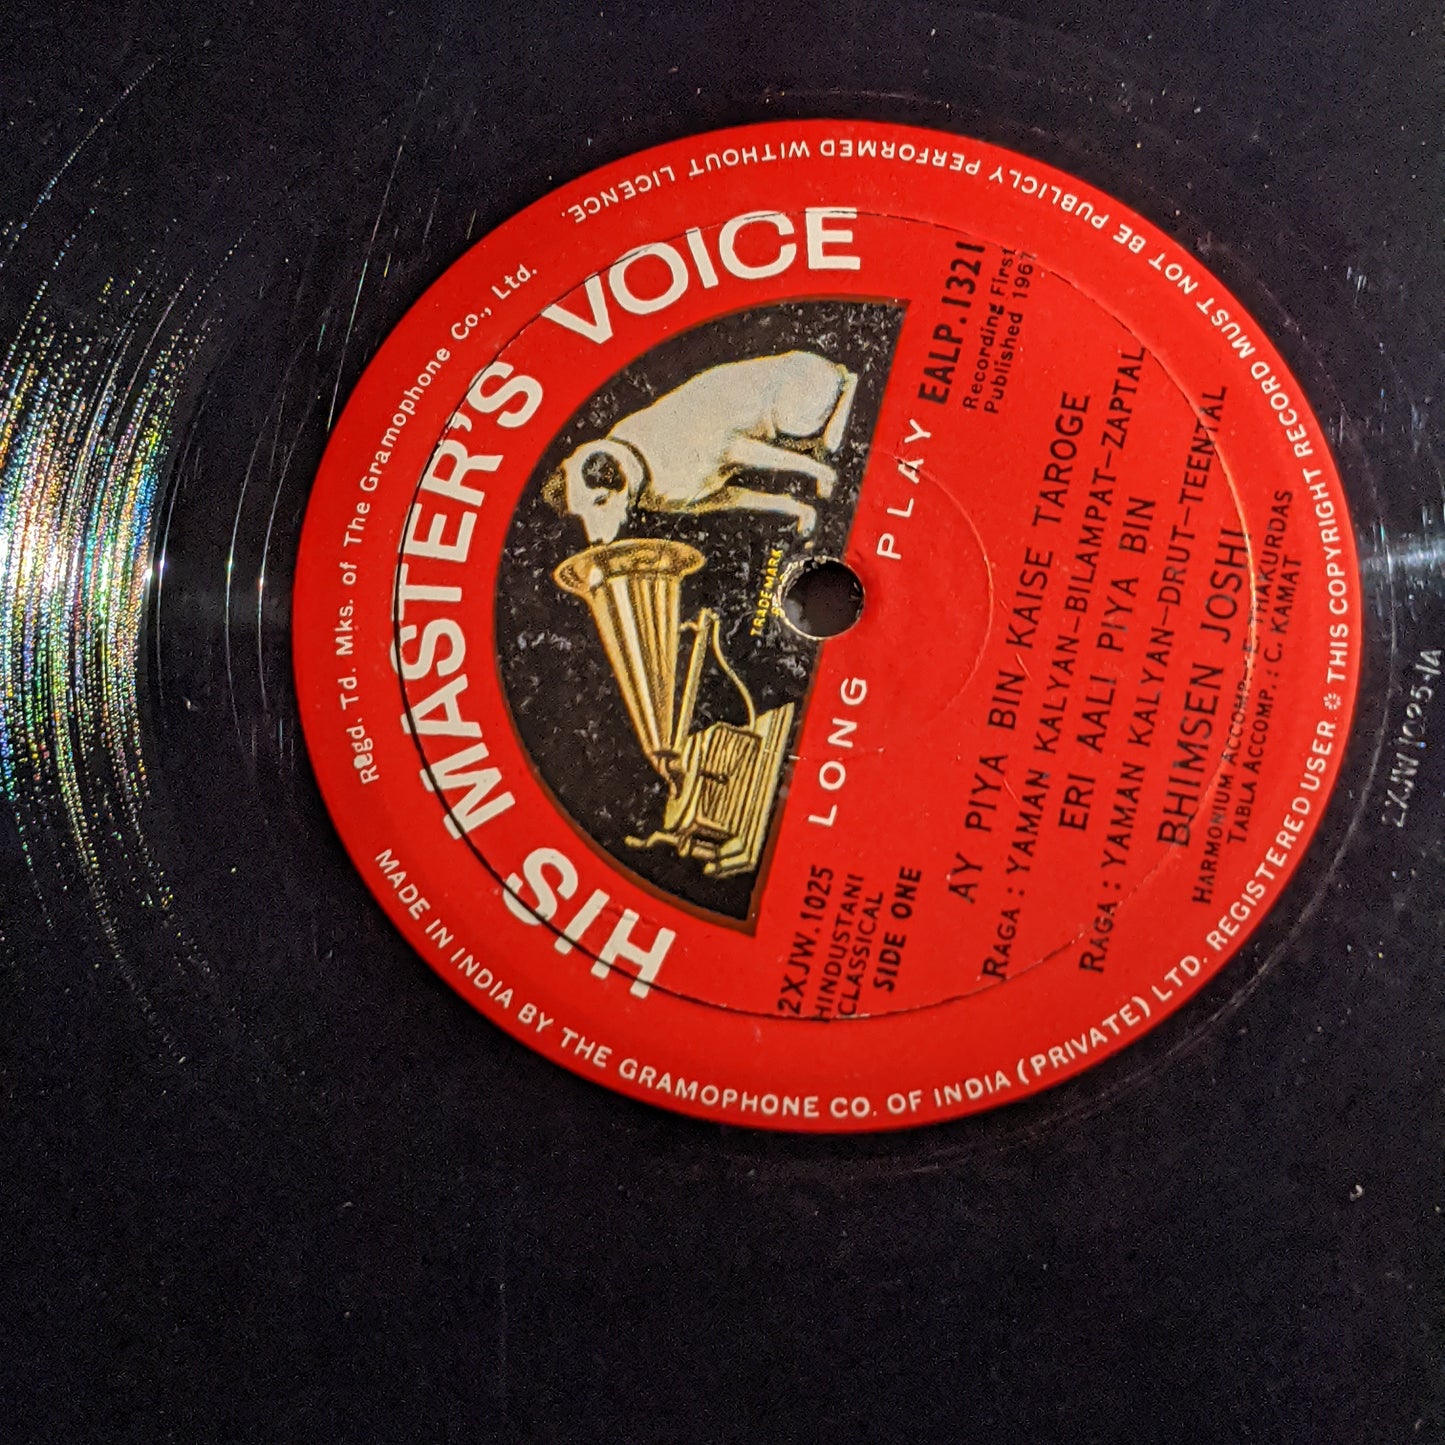 Regd. Td. Mks. of The Gramophone Co., Ltd.
HIS MASTER'S VOICE
TRADE MARK
LONG PLAY
2XJW.1025
HINDUSTANI
CLASSICAL
SIDE ONE
EALP.1321
Recording First
Published 1967
AY PIYA BIN KAISE TAROGE
RAGA : YAMAN KALYAN-BILAMPAT-ZAPTAL
ERI AALI PIYA BIN
RAGA : YAMAN KALYAN-DRUT-TEENTAL
BHIMSEN JOSHI
HARMONIUM ACCOMP. THAKURDAS
TABLA ACCOMP. : C. KAMAT
MADE IN INDIA BY THE GRAMOPHONE CO. OF INDIA (PRIVATE) LTD. REGISTERED USER ❂ THIS COPYRIGHT RECORD MUST NOT BE PUBLICLY PERFORMED WITHOUT LICENCE.
2XJW1025-1A